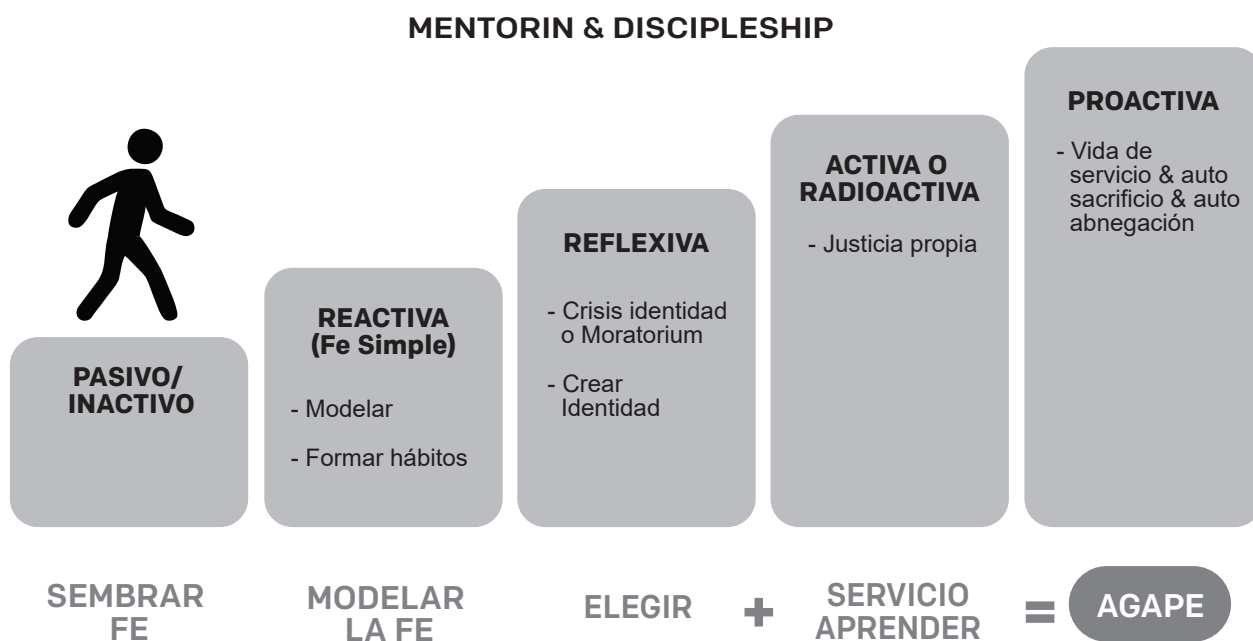 MENTORIN & DISCIPLESHIP
PASIVO/
INACTIVO
REACTIVA
(Fe Simple)
- Modelar
- Formar hábitos
REFLEXIVA
- Crisis identidad
o Moratorium
- Crear
Identidad
ACTIVA O
RADIOACTIVA
- Justicia propia
PROACTIVA
- Vida de
servicio & auto
sacrificio & auto
abnegación
SEMBRAR
FE
MODELAR
LA FE
ELEGIR
+
SERVICIO
APRENDER
=
AGAPE